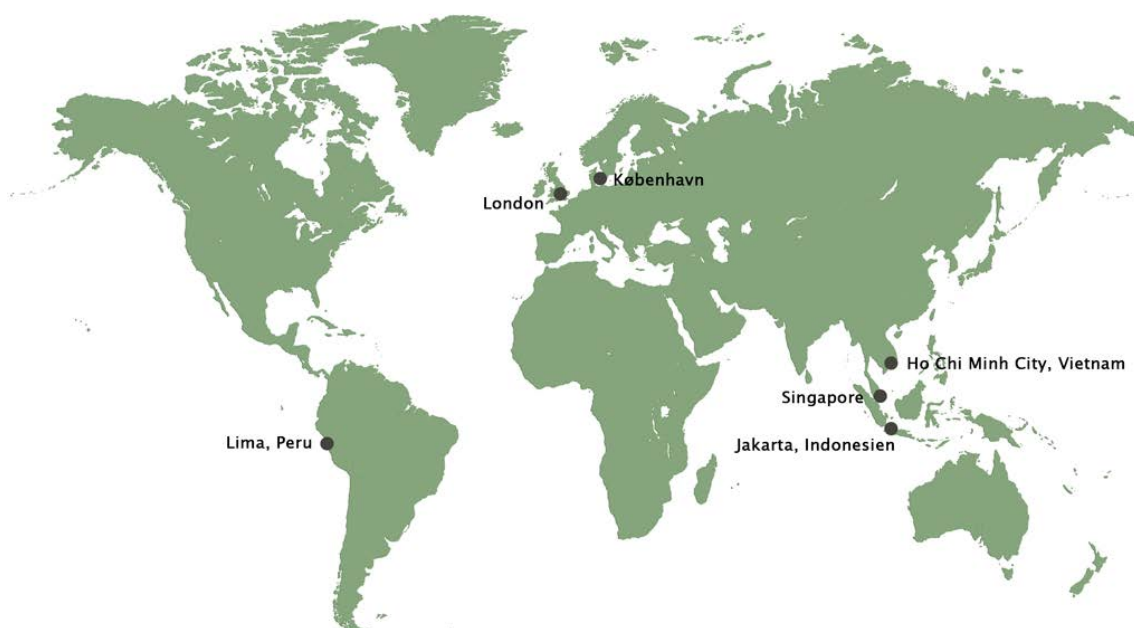 København
London
Ho Chi Minh City, Vietnam
Singapore
Lima, Peru
Jakarta, Indonesien